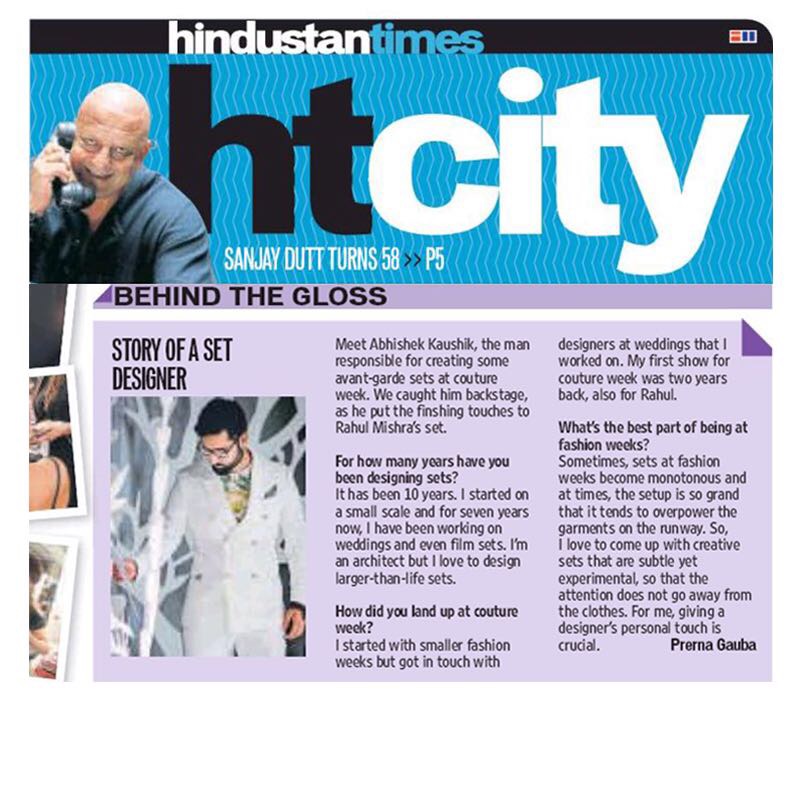 hindustantimes
htcity
SANJAY DUTT TURNS 58 >> P5
BEHIND THE GLOSS
STORY OF A SET
DESIGNER
Meet Abhishek Kaushik, the man
responsible for creating some
avant-garde sets at couture
week. We caught him backstage,
as he put the finshing touches to
Rahul Mishra's set.
For how many years have you
been designing sets?
It has been 10 years. I started on
a small scale and for seven years
now, I have been working on
weddings and even film sets. I'm
an architect but I love to design
larger-than-life sets.
How did you land up at couture
week?
I started with smaller fashion
weeks but got in touch with
designers at weddings that I
worked on. My first show for
couture week was two years
back, also for Rahul.
What's the best part of being at
fashion weeks?
Sometimes, sets at fashion
weeks become monotonous and
at times, the setup is so grand
that it tends to overpower the
garments on the runway. So,
I love to come up with creative
sets that are subtle yet
experimental, so that the
attention does not go away from
the clothes. For me, giving a
designer's personal touch is
crucial. Prerna Gauba